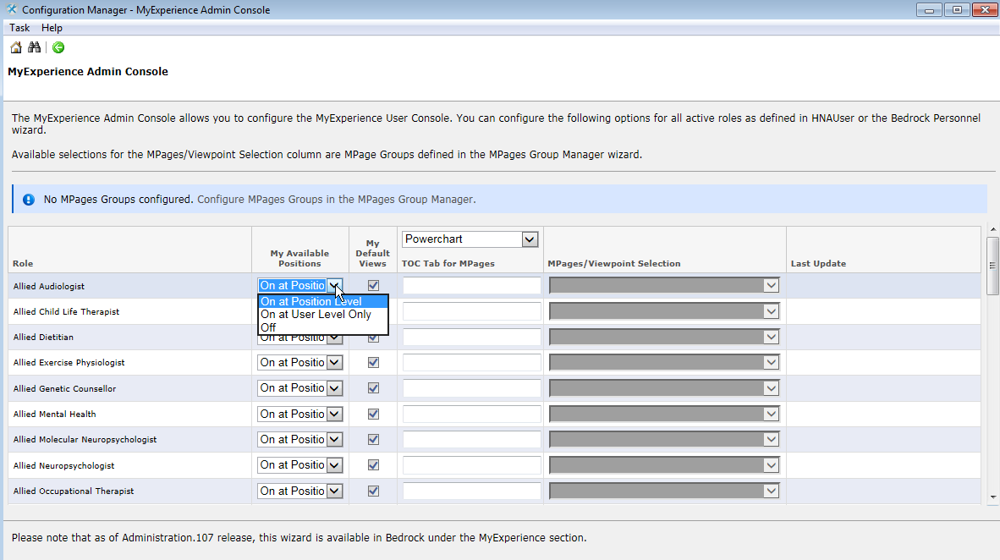 Configuration Manager - MyExperience Admin Console
Task Help
MyExperience Admin Console
The MyExperience Admin Console allows you to configure the MyExperience User Console. You can configure the following options for all active roles as defined in HNAUser or the Bedrock Personnel
wizard.
Available selections for the MPages/Viewpoint Selection column are MPage Groups defined in the MPages Group Manager wizard.
No MPages Groups configured. Configure MPages Groups in the MPages Group Manager.
Powerchart
Role My Available Positions My Default Views TOC Tab for MPages MPages/Viewpoint Selection Last Update
Allied Audiologist On at Positio
On at Position Level
Allied Child Life Therapist On at User Level Only
Off
Allied Dietitian On at Positio
Allied Exercise Physiologist On at Positio
Allied Genetic Counsellor On at Positio
Allied Mental Health On at Positio
Allied Molecular Neuropsychologist On at Positio
Allied Neuropsychologist On at Positio
Allied Occupational Therapist On at Positio
Please note that as of Administration.107 release, this wizard is available in Bedrock under the MyExperience section.